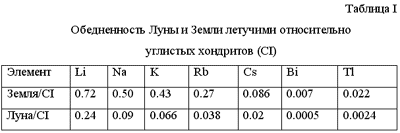 Таблица I
Обедненность Луны и Земли летучими относительно
углистых хондритов (CI)
Элемент Li Na K Rb Cs Bi Tl
Земля/CI 0.72 0.50 0.43 0.27 0.086 0.007 0.022
Луна/CI 0.24 0.09 0.066 0.038 0.02 0.0005 0.0024